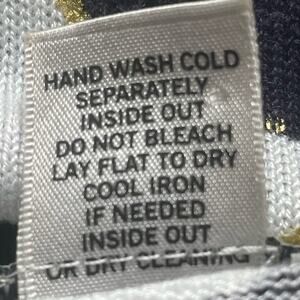 HAND WASH COLD
SEPARATELY
INSIDE OUT
DO NOT BLEACH
LAY FLAT TO DRY
COOL IRON
IF NEEDED
INSIDE OUT
OR DRY CLEANING